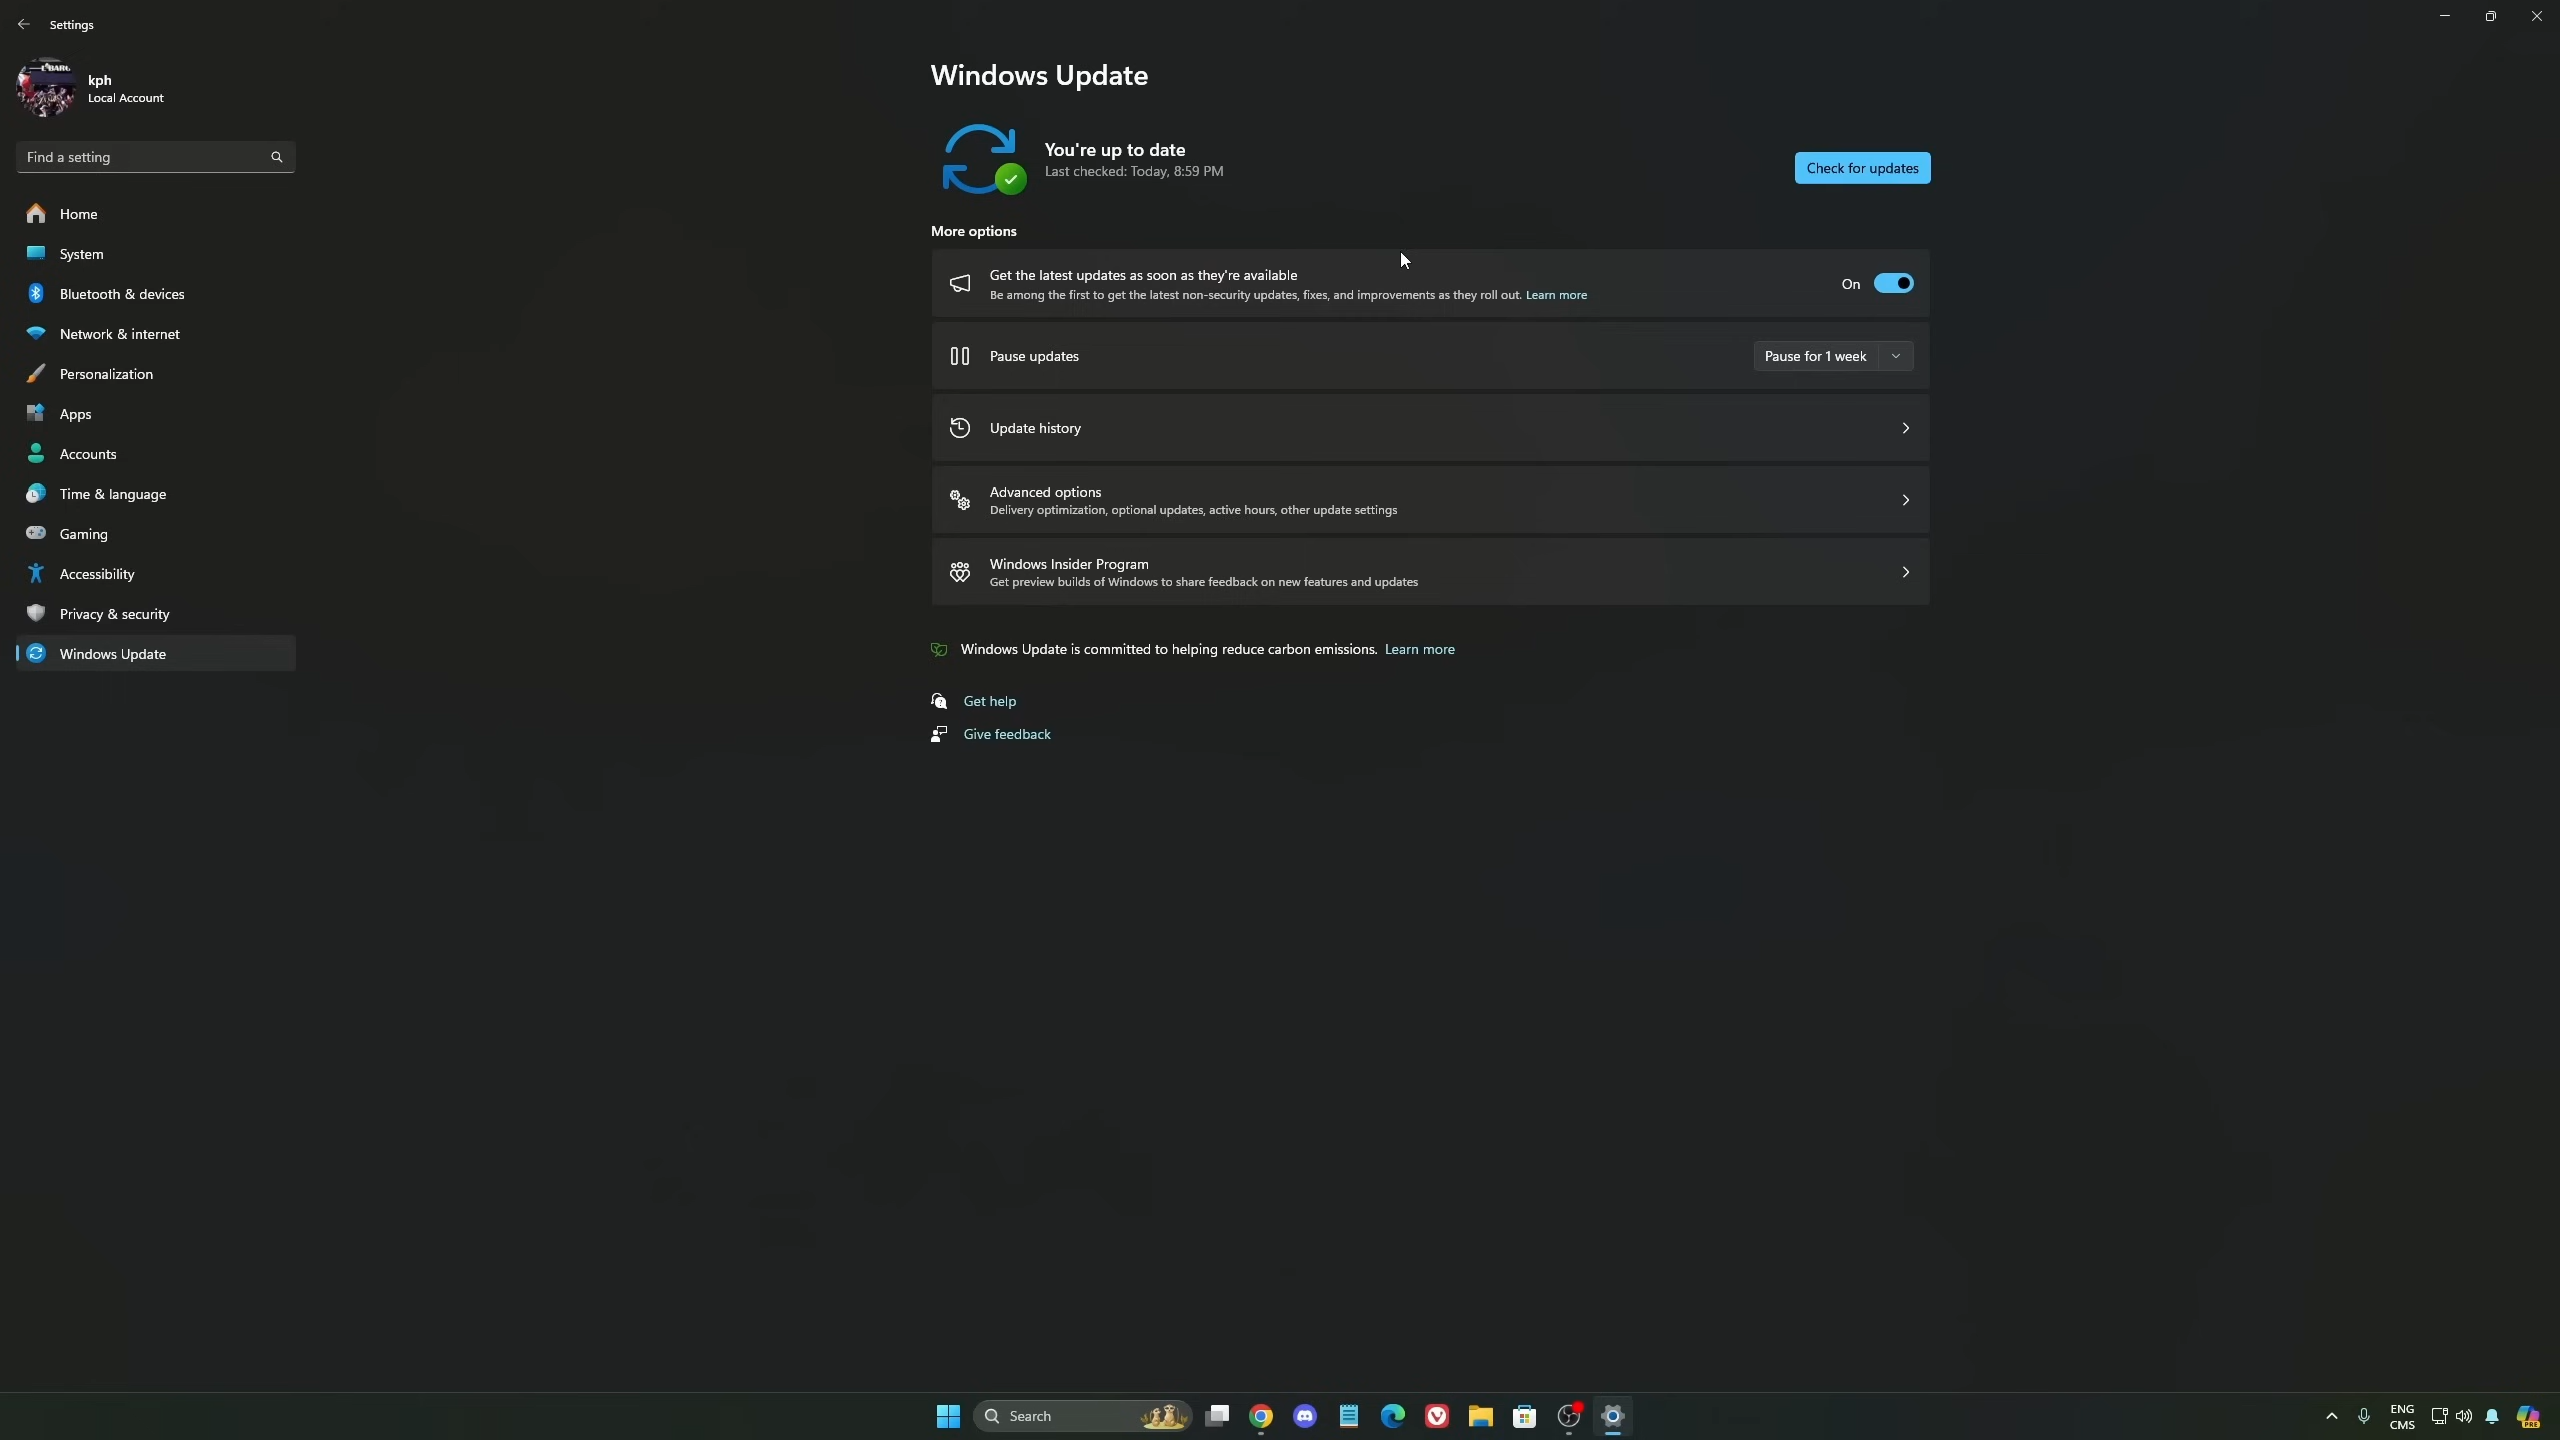 Settings
kph
Local Account
Find a setting
Home
System
Bluetooth & devices
Network & internet
Personalization
Apps
Accounts
Time & language
Gaming
Accessibility
Privacy & security
Windows Update
Windows Update
You're up to date
Last checked: Today, 8:59 PM
Check for updates
More options
Get the latest updates as soon as they're available
Be among the first to get the latest non-security updates, fixes, and improvements as they roll out. Learn more
On
Pause updates
Pause for 1 week
Update history
Advanced options
Delivery optimization, optional updates, active hours, other update settings
Windows Insider Program
Get preview builds of Windows to share feedback on new features and updates
Windows Update is committed to helping reduce carbon emissions. Learn more
Get help
Give feedback
Search
ENG
CMS
PRE